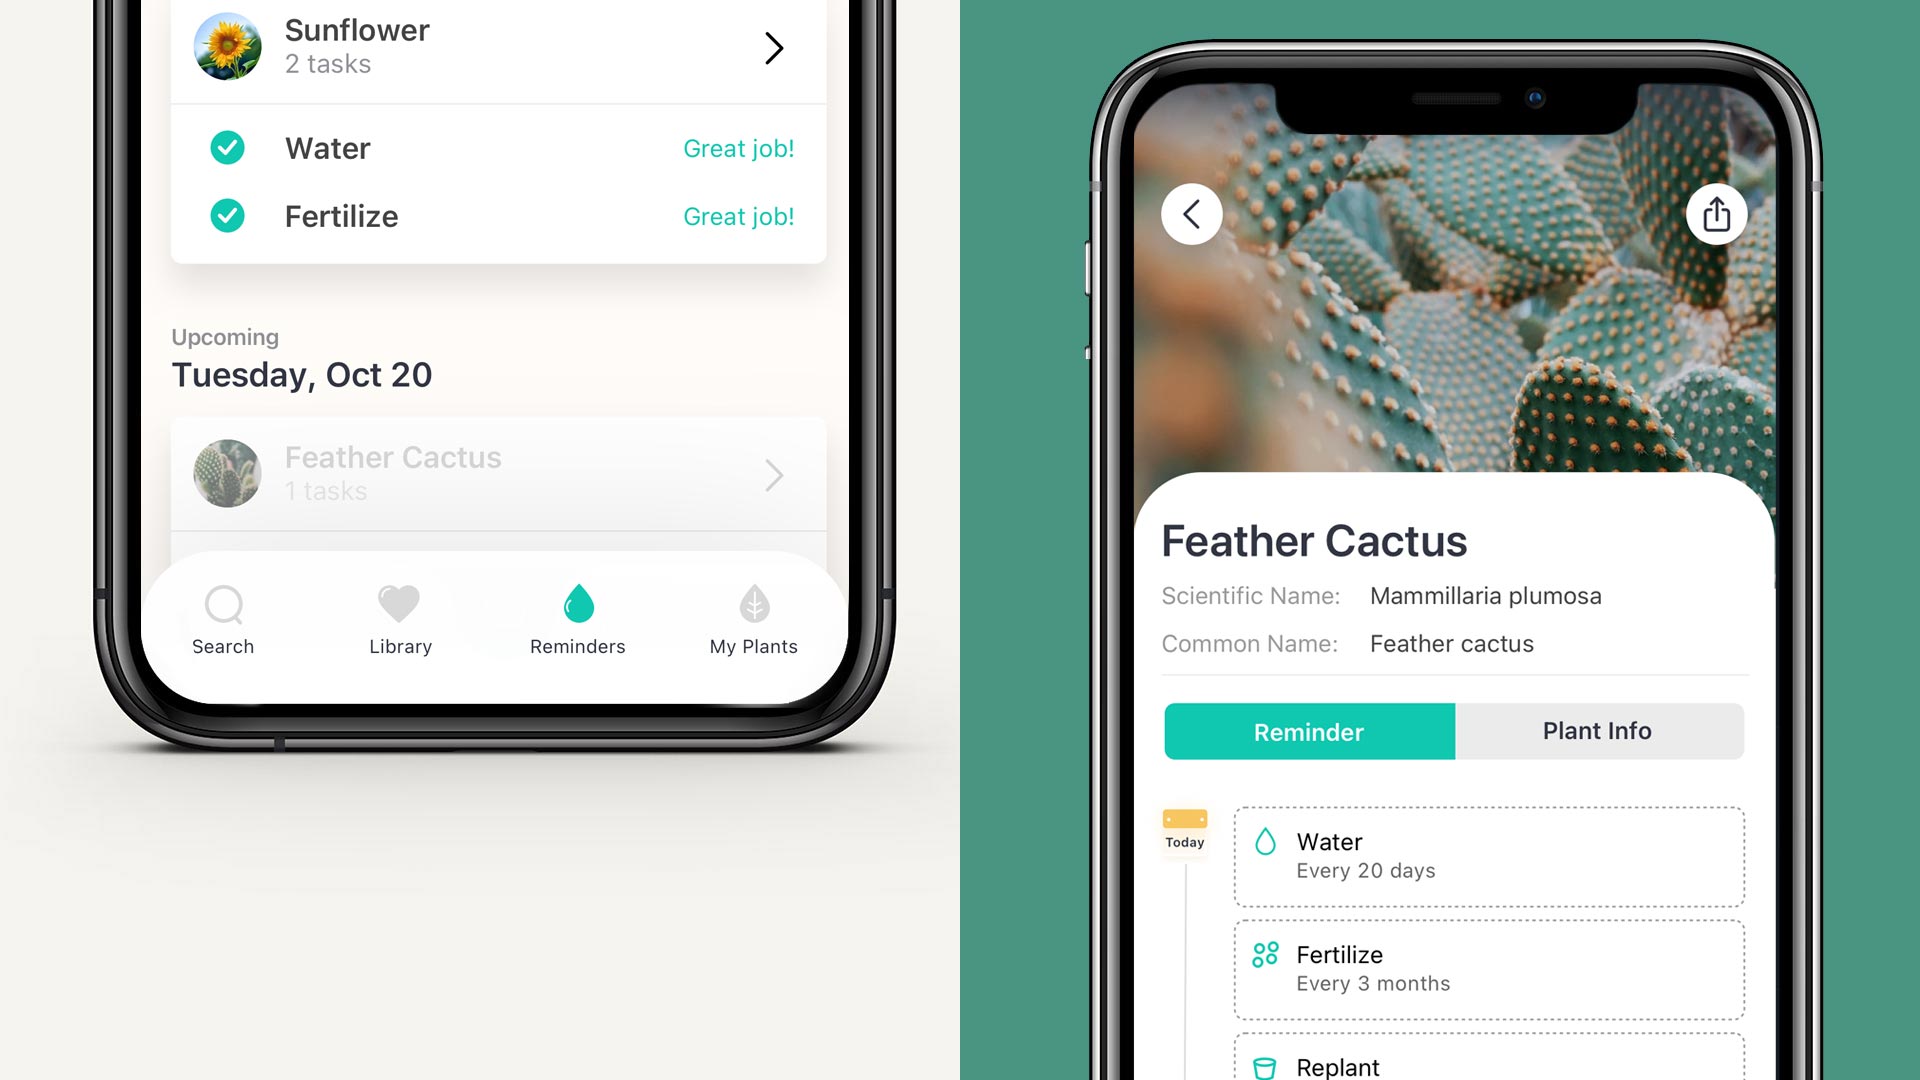 Sunflower
2 tasks
Water
Great job!
Fertilize
Great job!
Upcoming
Tuesday, Oct 20
Feather Cactus
1 tasks
Search
Library
Reminders
My Plants
Feather Cactus
Scientific Name: Mammillaria plumosa
Common Name: Feather cactus
Reminder
Plant Info
Today
Water
Every 20 days
Fertilize
Every 3 months
Replant